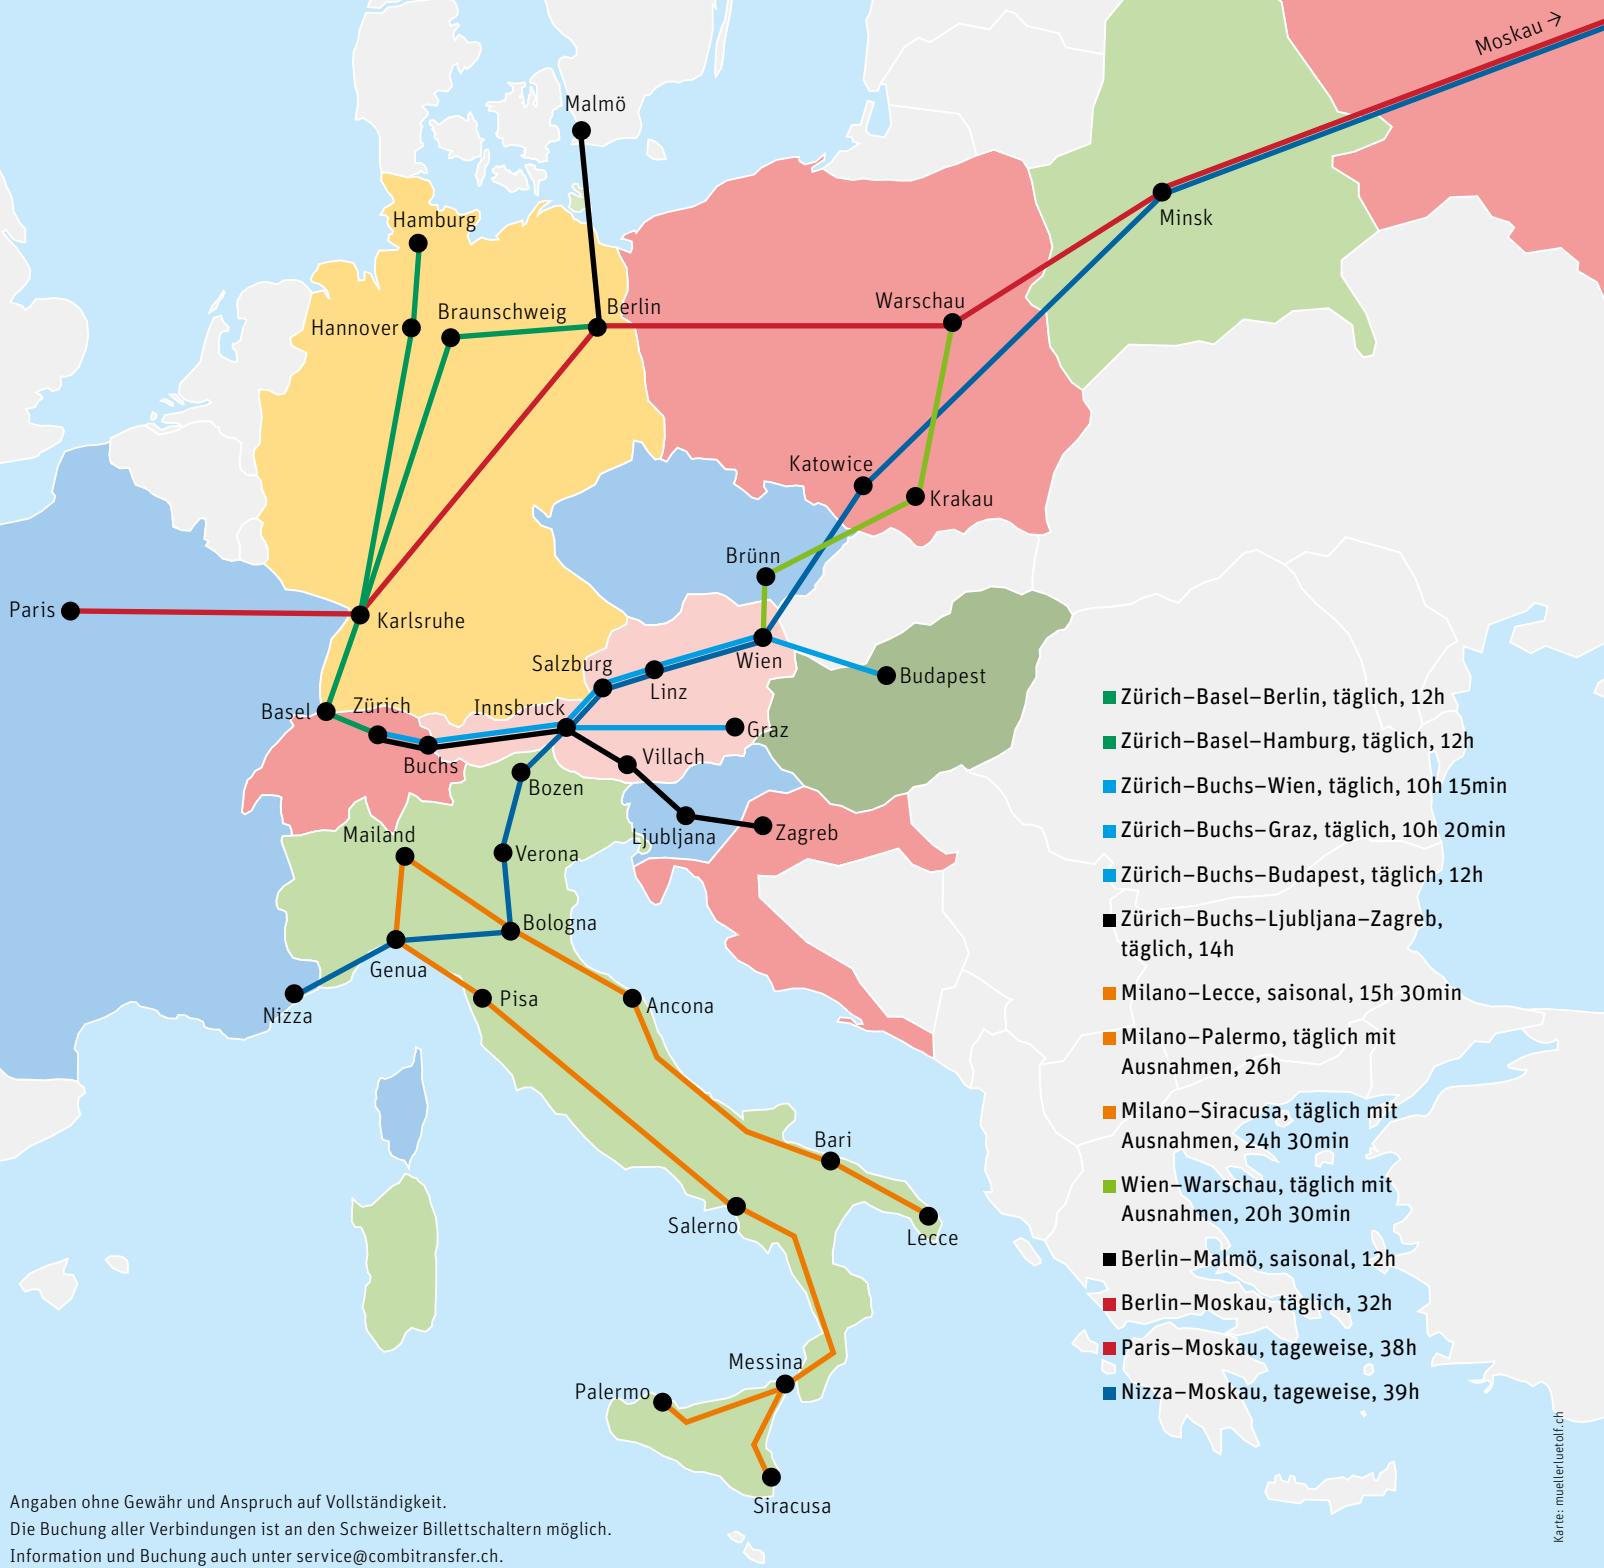 Moskau →
Malmö
Minsk
Hamburg
Warschau
Berlin
Braunschweig
Hannover
Katowice
Krakau
Brünn
Paris
Karlsruhe
Wien
Salzburg
Linz
Budapest
Basel
Zürich
Innsbruck
Graz
Buchs
Villach
Bozen
Ljubljana
Zagreb
Mailand
Verona
Bologna
Genua
Pisa
Ancona
Nizza
Bari
Salerno
Lecce
Messina
Palermo
Siracusa
Zürich–Basel–Berlin, täglich, 12h
Zürich–Basel–Hamburg, täglich, 12h
Zürich–Buchs–Wien, täglich, 10h 15min
Zürich–Buchs–Graz, täglich, 10h 20min
Zürich–Buchs–Budapest, täglich, 12h
Zürich–Buchs–Ljubljana–Zagreb,
täglich, 14h
Milano–Lecce, saisonal, 15h 30min
Milano–Palermo, täglich mit
Ausnahmen, 26h
Milano–Siracusa, täglich mit
Ausnahmen, 24h 30min
Wien–Warschau, täglich mit
Ausnahmen, 20h 30min
Berlin–Malmö, saisonal, 12h
Berlin–Moskau, täglich, 32h
Paris–Moskau, tageweise, 38h
Nizza–Moskau, tageweise, 39h
Karte: muellerluetolf.ch
Angaben ohne Gewähr und Anspruch auf Vollständigkeit.
Die Buchung aller Verbindungen ist an den Schweizer Billettschaltern möglich.
Information und Buchung auch unter service@combitransfer.ch.